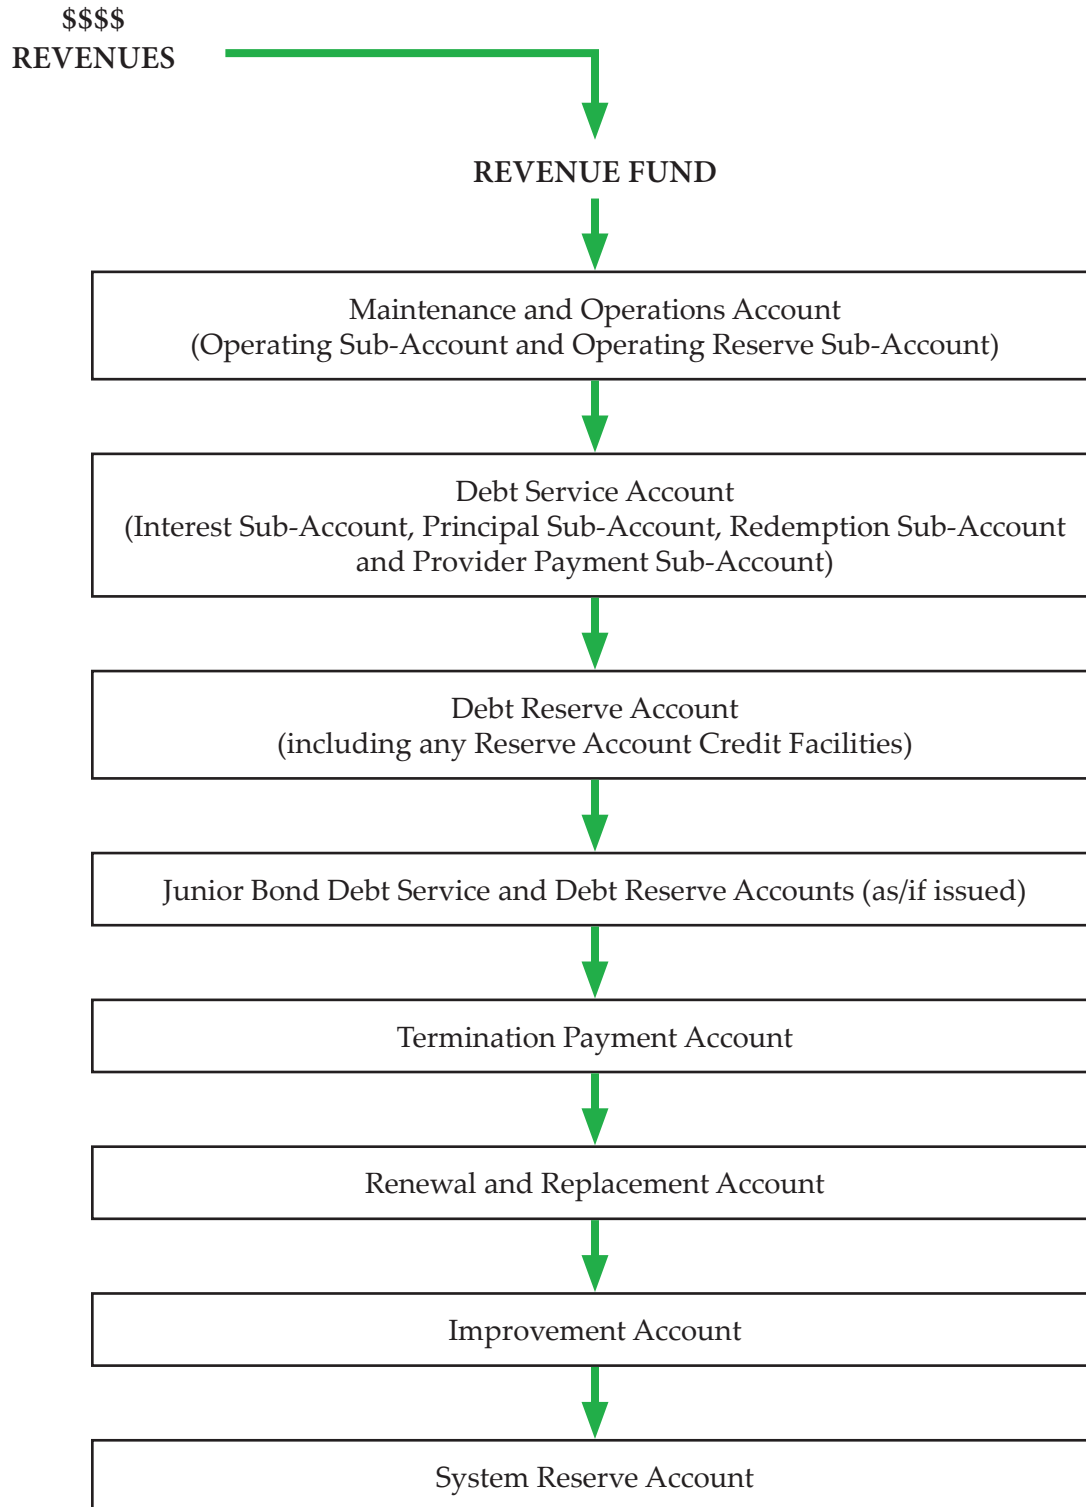 $$$$
REVENUES
REVENUE FUND
Maintenance and Operations Account
(Operating Sub-Account and Operating Reserve Sub-Account)
Debt Service Account
(Interest Sub-Account, Principal Sub-Account, Redemption Sub-Account
and Provider Payment Sub-Account)
Debt Reserve Account
(including any Reserve Account Credit Facilities)
Junior Bond Debt Service and Debt Reserve Accounts (as/if issued)
Termination Payment Account
Renewal and Replacement Account
Improvement Account
System Reserve Account